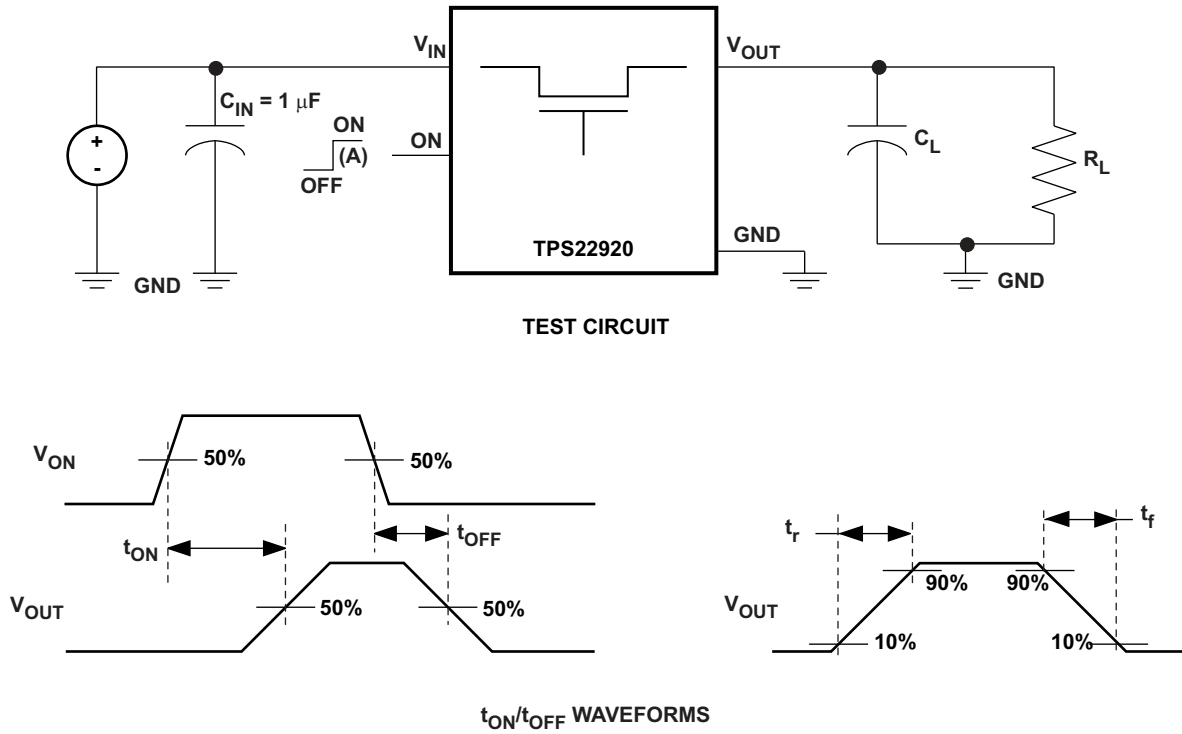 V_IN
V_OUT
C_IN = 1 μF
ON
(A)
OFF
ON
+
-
C_L
R_L
GND
TPS22920
GND
GND
TEST CIRCUIT
V_ON
50%
50%
t_ON
t_OFF
V_OUT
50%
50%
t_r
t_f
90%
90%
V_OUT
10%
10%
t_ON/t_OFF WAVEFORMS